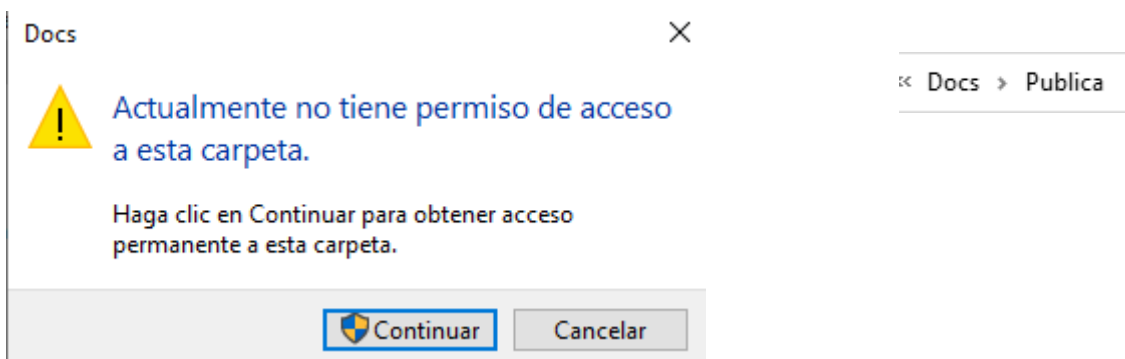 Docs
Actualmente no tiene permiso de acceso
a esta carpeta.
Haga clic en Continuar para obtener acceso
permanente a esta carpeta.
Continuar Cancelar
« Docs > Publica